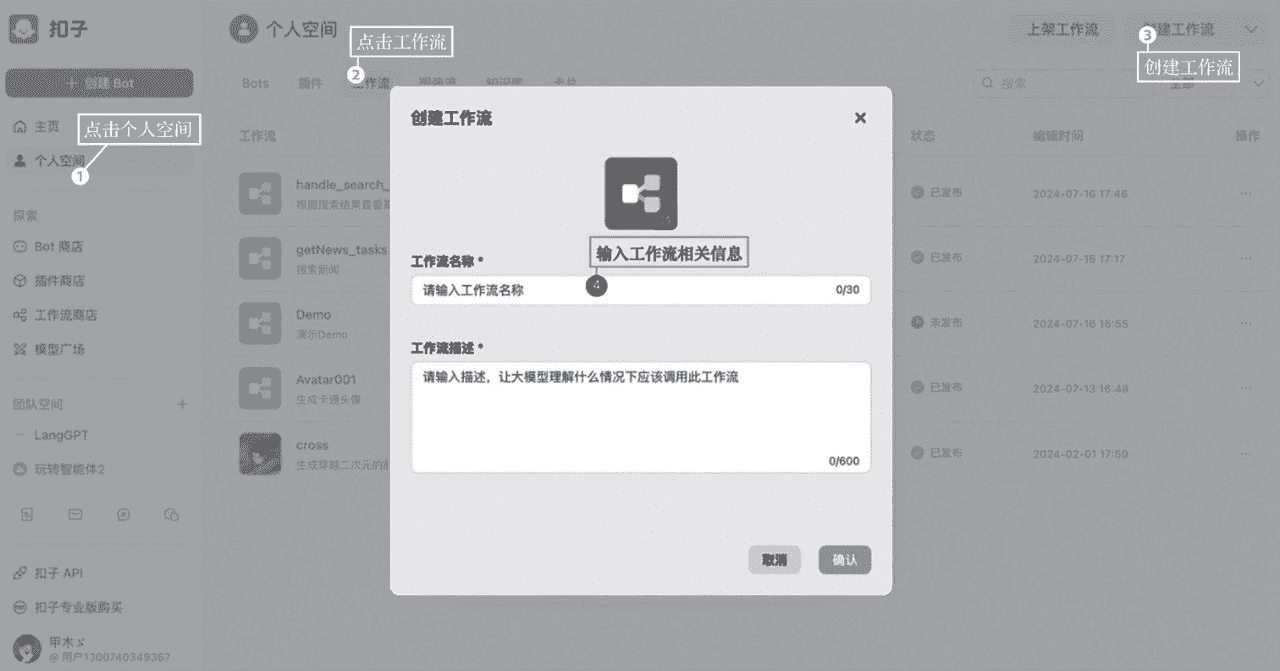 扣子
个人空间
上架工作流
创建工作流
3
创建工作流
点击工作流
2
创建 Bot
Bots
插件
工作流
图像流
知识库
卡片
搜索
全部
主页
点击个人空间
个人空间
1
工作流
状态
编辑时间
操作
handle_search_
已发布
2024-07-16 17:46
探索
Bot 商店
getNews_tasks
搜索新闻
已发布
2024-07-16 17:17
插件商店
工作流商店
Demo
演示Demo
未发布
2024-07-16 16:55
模型广场
Avatar001
生成卡通头像
已发布
2024-07-13 16:48
团队空间
LangGPT
cross
生成穿越二次元的
已发布
2024-02-01 17:59
玩转智能体2
扣子 API
扣子专业版购买
甲木
@ 用户1300740349367
创建工作流
输入工作流相关信息
4
工作流名称 *
请输入工作流名称
0/30
工作流描述 *
请输入描述，让大模型理解什么情况下应该调用此工作流
0/600
取消
确认